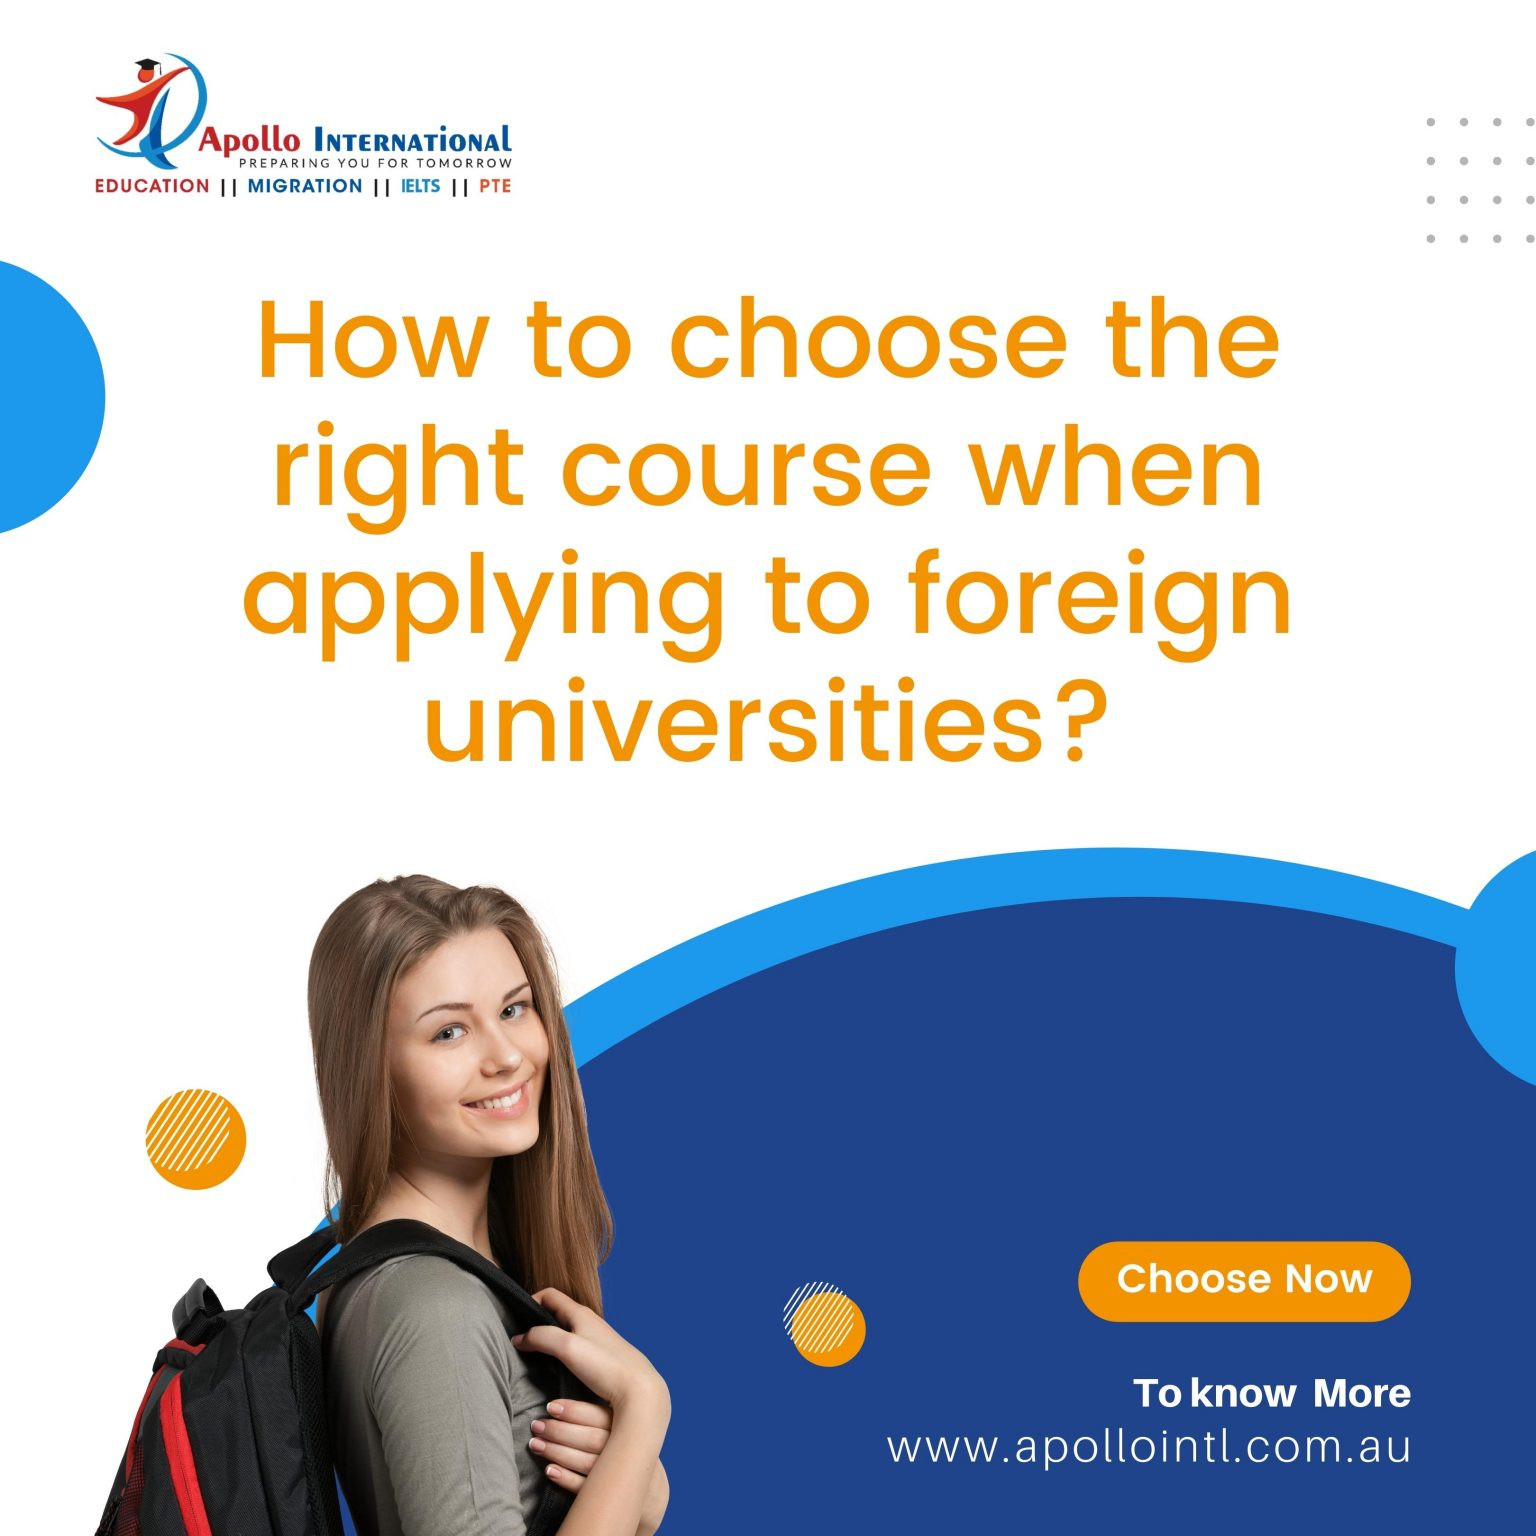 Apollo International
PREPARING YOU FOR TOMORROW
EDUCATION || MIGRATION || IELTS || PTE
How to choose the
right course when
applying to foreign
universities?
Choose Now
To know More
www.apollointl.com.au